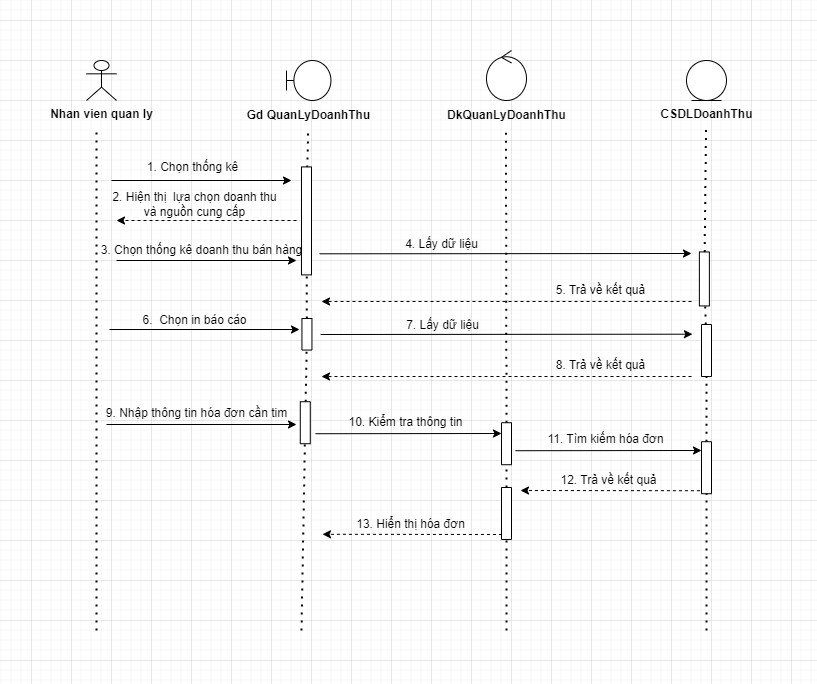 Nhan vien quan ly
Gd QuanLyDoanhThu
DkQuanLyDoanhThu
CSDLDoanhThu
1. Chọn thống kê
2. Hiện thị lựa chọn doanh thu
và nguồn cung cấp
3. Chọn thống kê doanh thu bán háng
4. Lấy dữ liệu
5. Trả về kết quả
6. Chọn in báo cáo
7. Lấy dữ liệu
8. Trả về kết quả
9. Nhập thông tin hóa đơn cần tim
10. Kiểm tra thông tin
11. Tìm kiếm hóa đơn
12. Trả về kết quả
13. Hiển thị hóa đơn